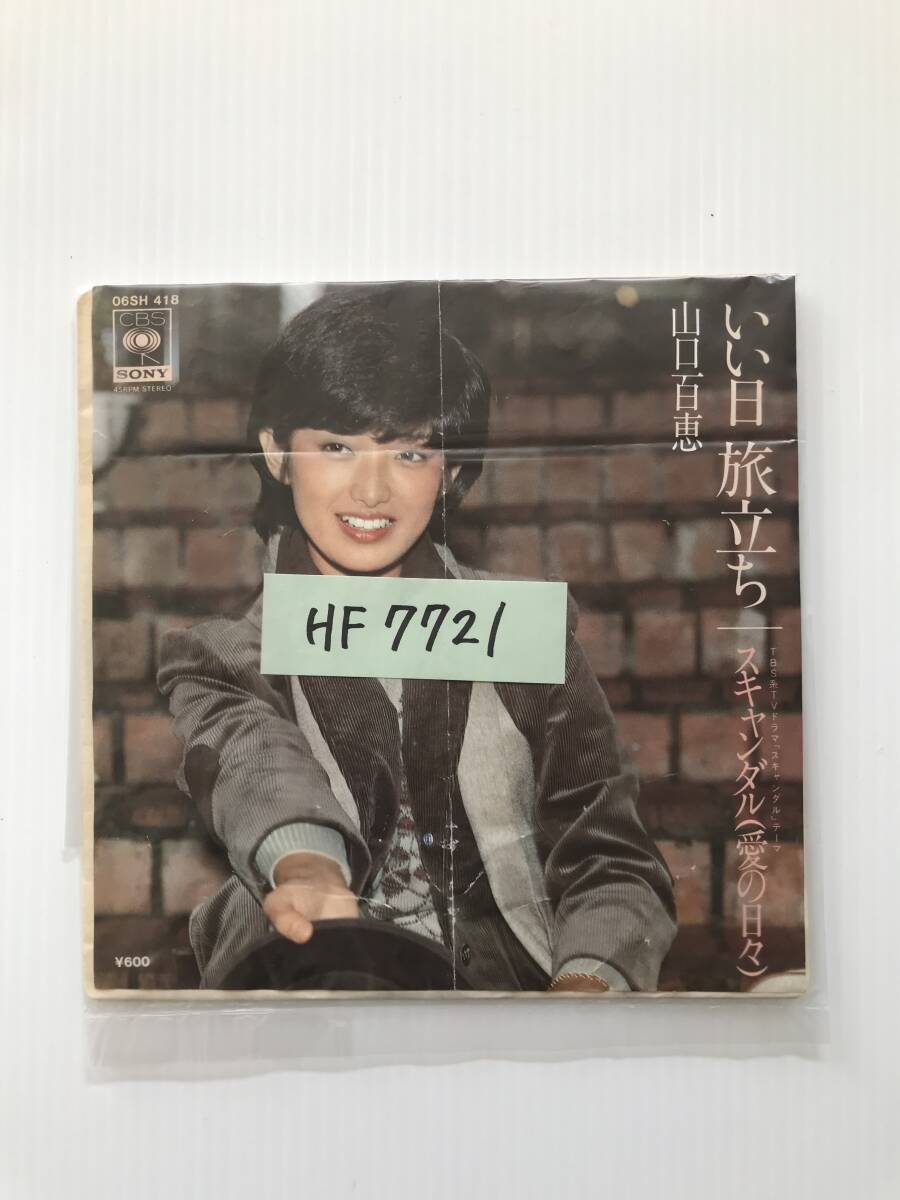 06SH 418
CBS
SONY
45RPM STEREO
いい日 旅立ち
山口百恵
TBS系TVドラマ「スキャンダル」テーマ
スキャンダル(愛の日々)
HF 7721
¥600